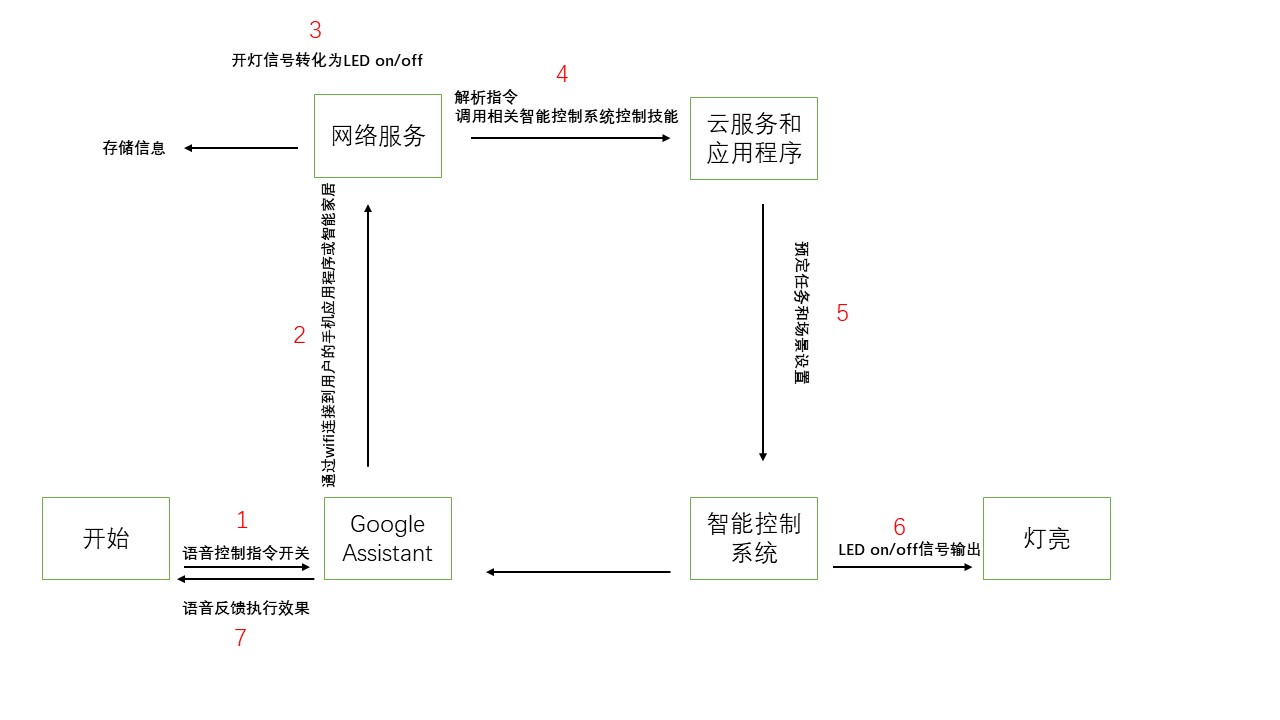 3
开灯信号转化为LED on/off
4
解析指令
调用相关智能控制系统控制技能
网络服务
云服务和
应用程序
存储信息
通过wifi连接到用户的手机应用程序或智能家居
2
预定任务和场景设置
5
开始
1
语音控制指令开关
Google
Assistant
智能控制
系统
6
LED on/off信号输出
灯亮
语音反馈执行效果
7